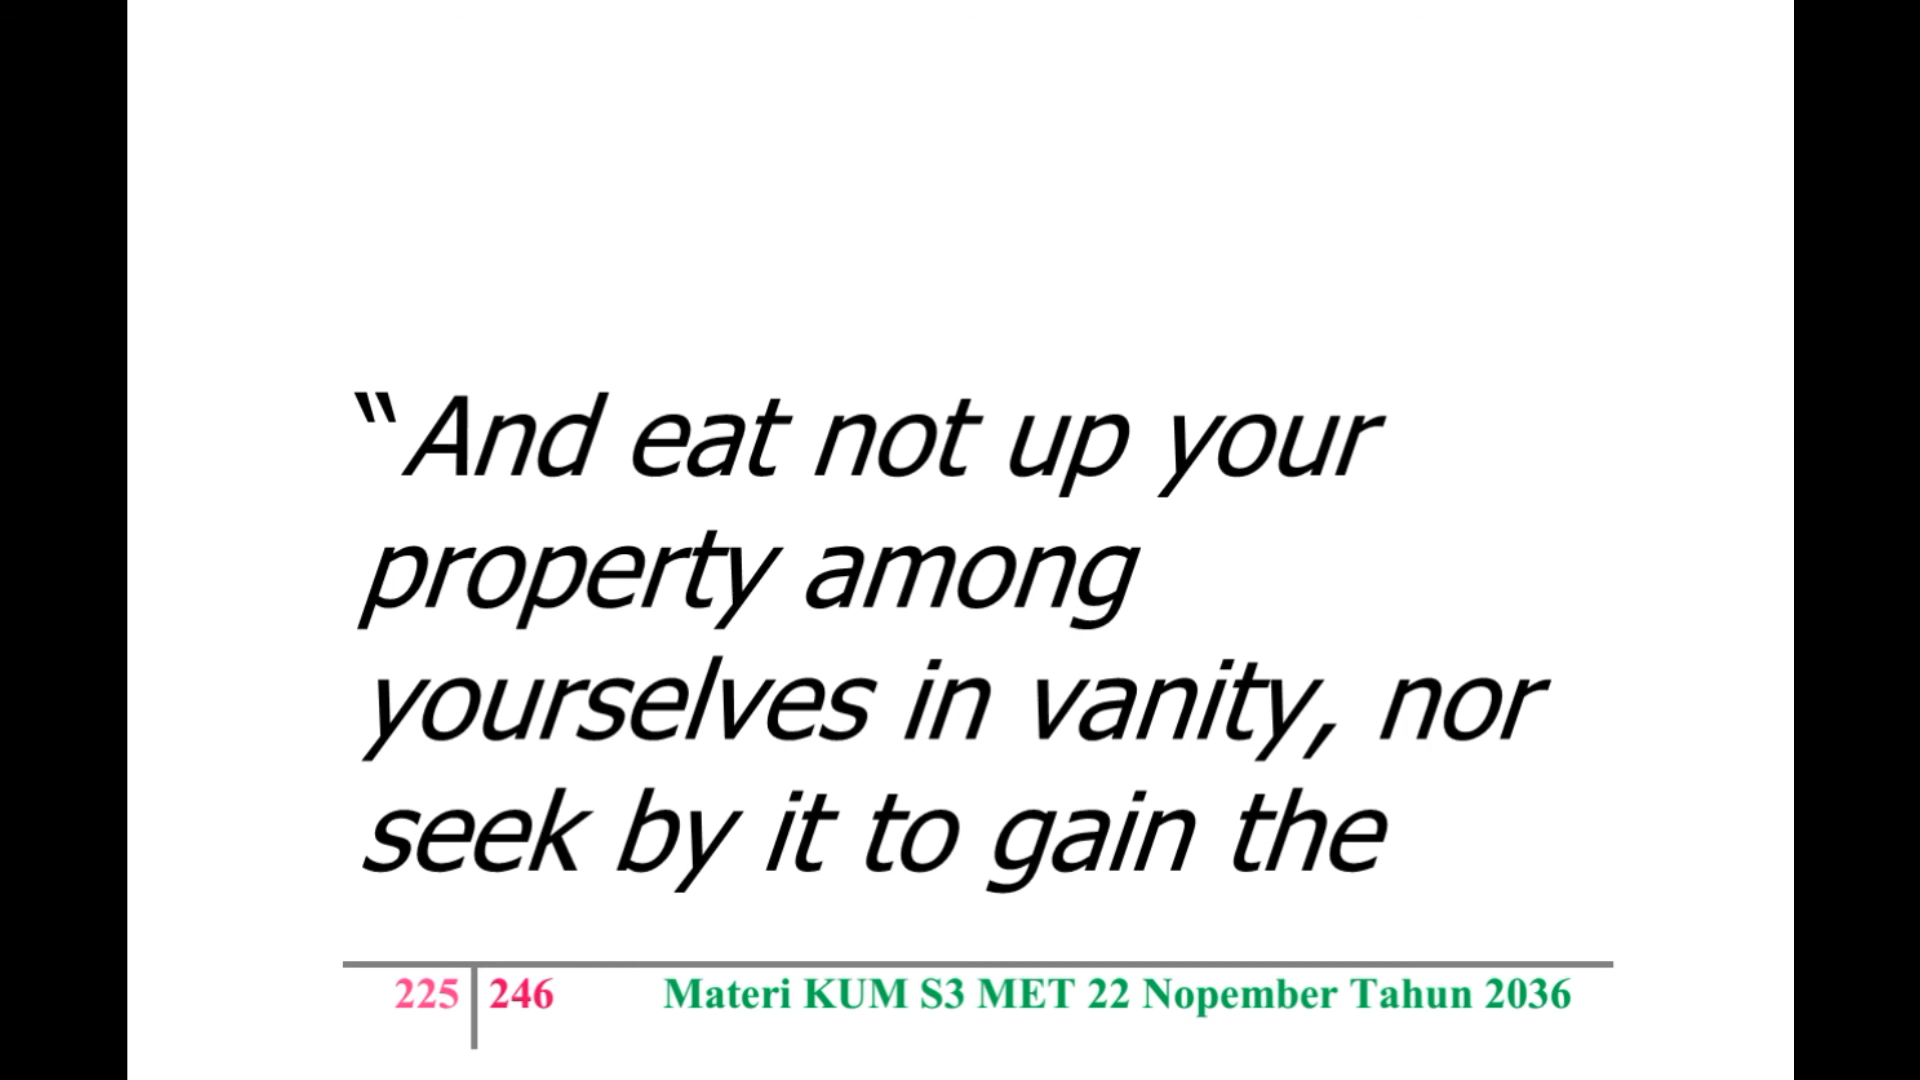 “And eat not up your
property among
yourselves in vanity, nor
seek by it to gain the
225 246 Materi KUM S3 MET 22 Nopember Tahun 2036